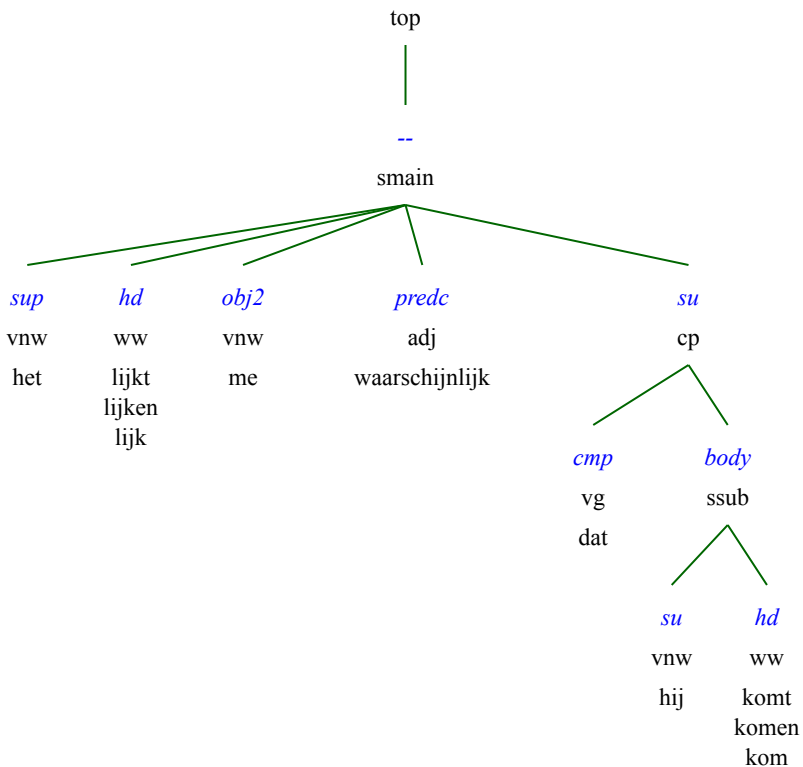 top
--
smain
sup hd obj2 predc su
vnw ww vnw adj cp
het lijkt me waarschijnlijk
lijken
lijk
cmp body
vg ssub
dat
su hd
vnw ww
hij komt
komen
kom